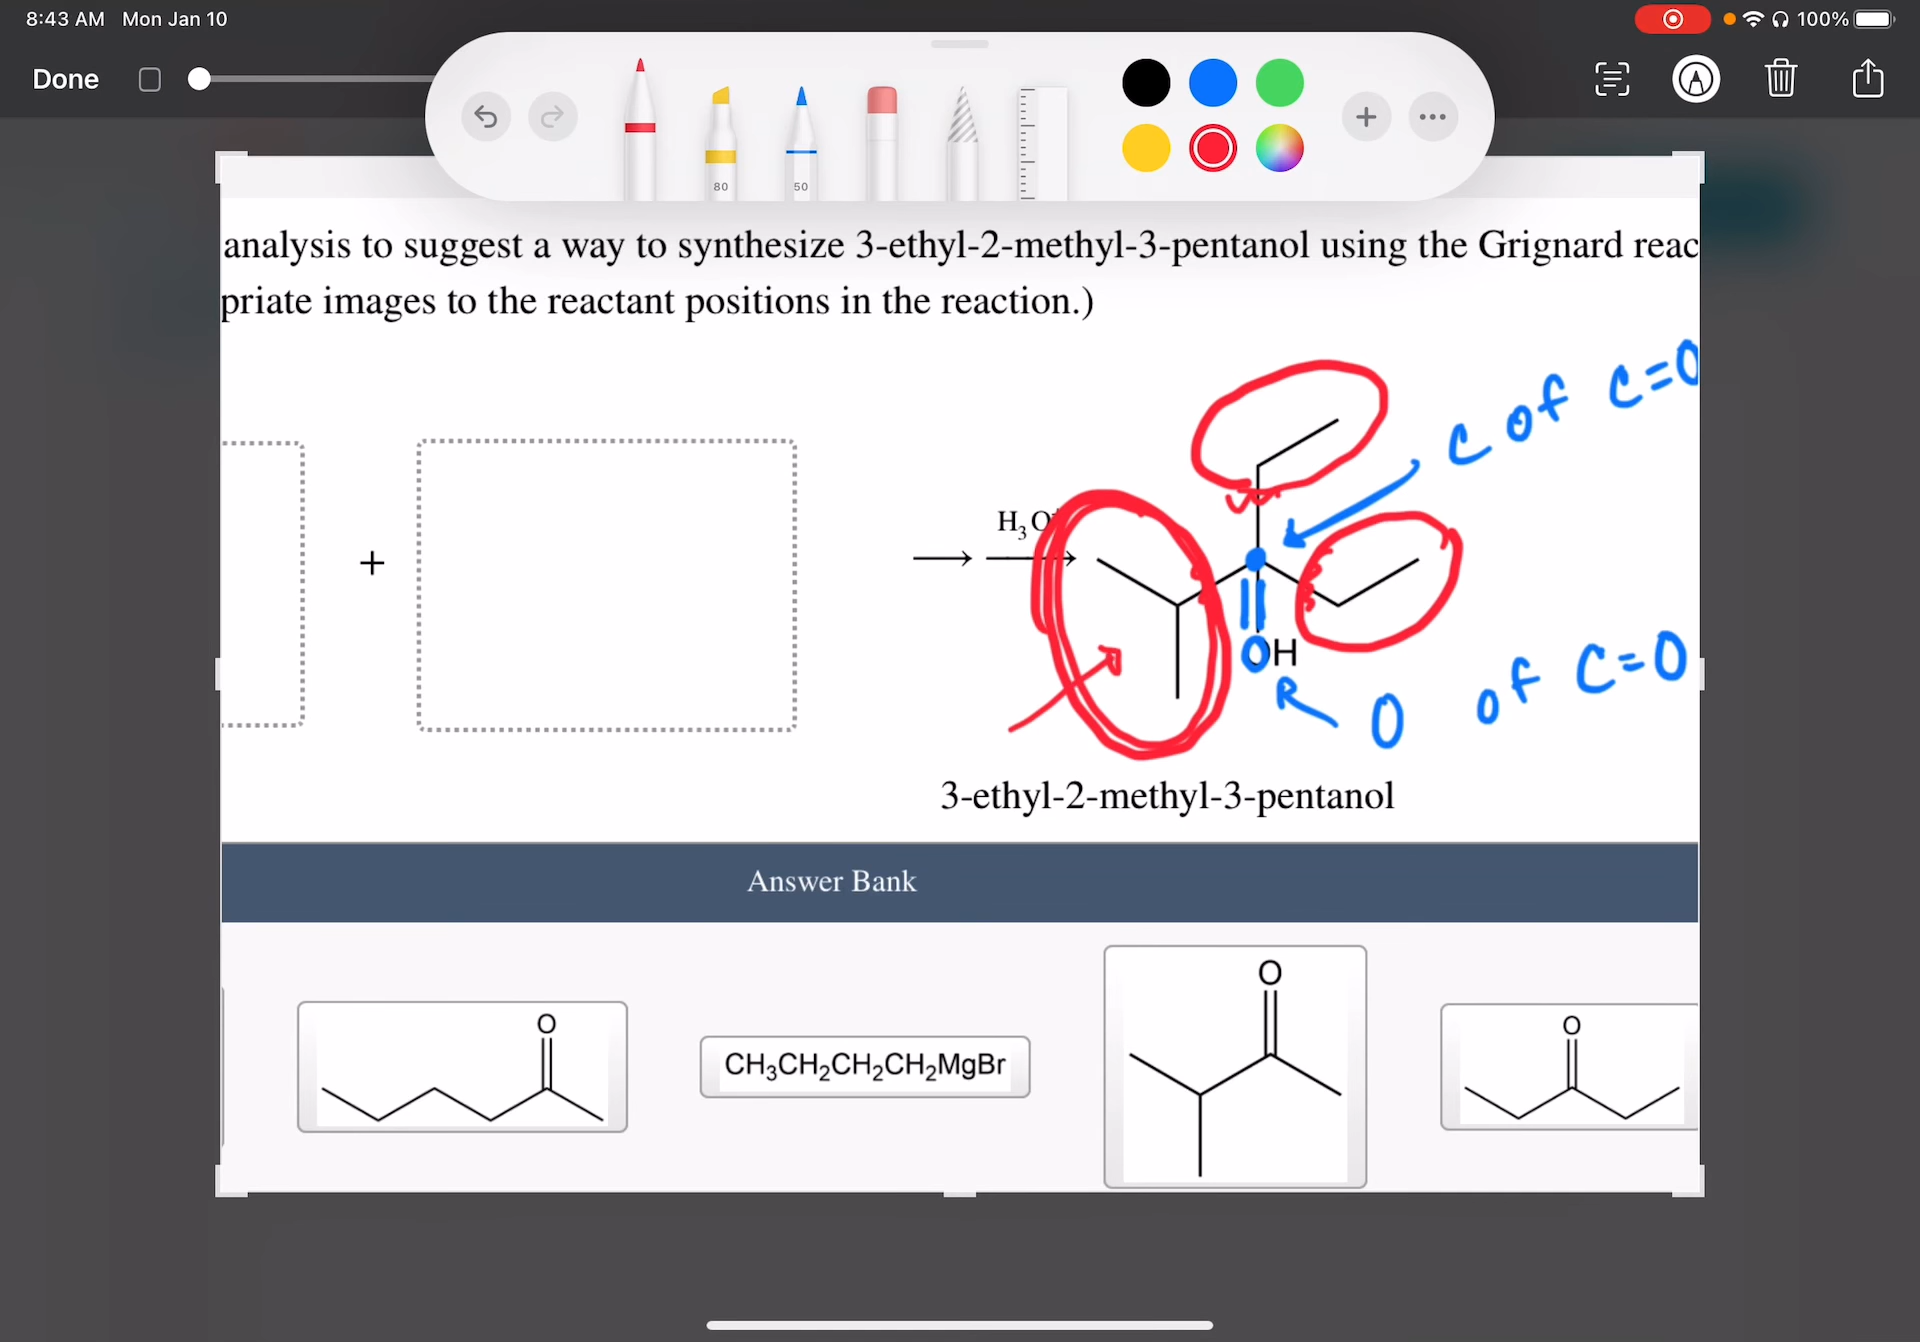 8:43 AM Mon Jan 10
100%
Done
80
50
analysis to suggest a way to synthesize 3-ethyl-2-methyl-3-pentanol using the Grignard reac
priate images to the reactant positions in the reaction.)
C of C=O
+
H₃O⁺
OH
O
O of C=O
3-ethyl-2-methyl-3-pentanol
Answer Bank
O
CH₃CH₂CH₂CH₂MgBr
O
O